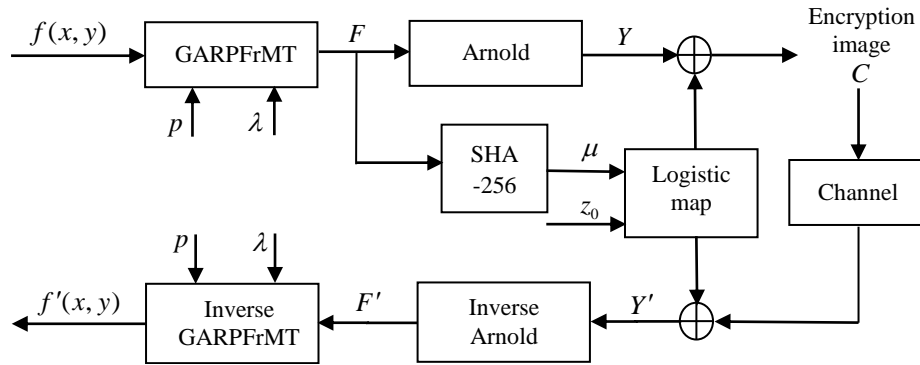 f(x, y)
GARPFrMT
F
Arnold
Y
Encryption
image
C
p
λ
SHA
-256
μ
z₀
Logistic
map
Channel
p
λ
f′(x, y)
Inverse
GARPFrMT
F'
Inverse
Arnold
Y'